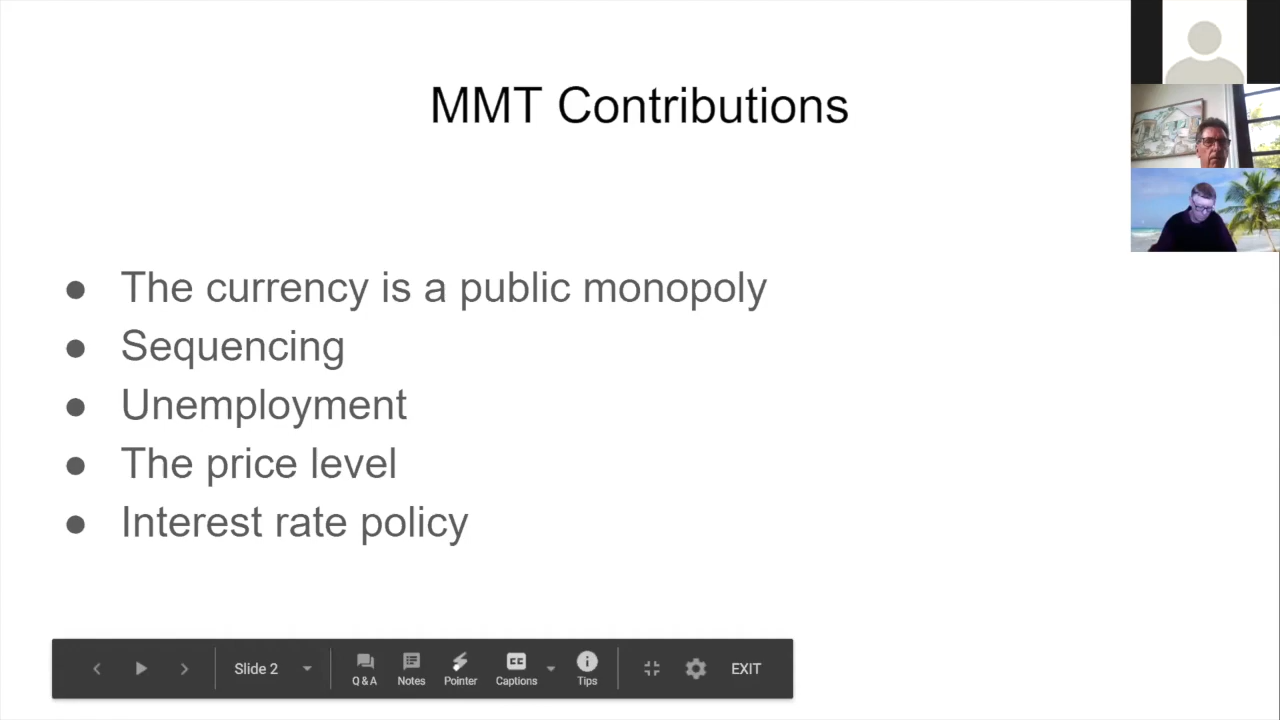 MMT Contributions
● The currency is a public monopoly
● Sequencing
● Unemployment
● The price level
● Interest rate policy
Slide 2
Q & A
Notes
Pointer
CC
Captions
Tips
EXIT